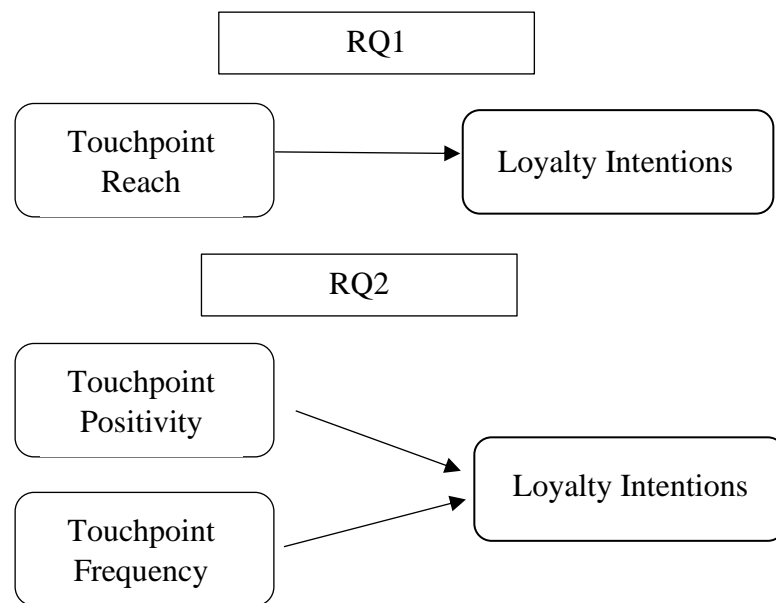 RQ1
Touchpoint
Reach
Loyalty Intentions
RQ2
Touchpoint
Positivity
Loyalty Intentions
Touchpoint
Frequency